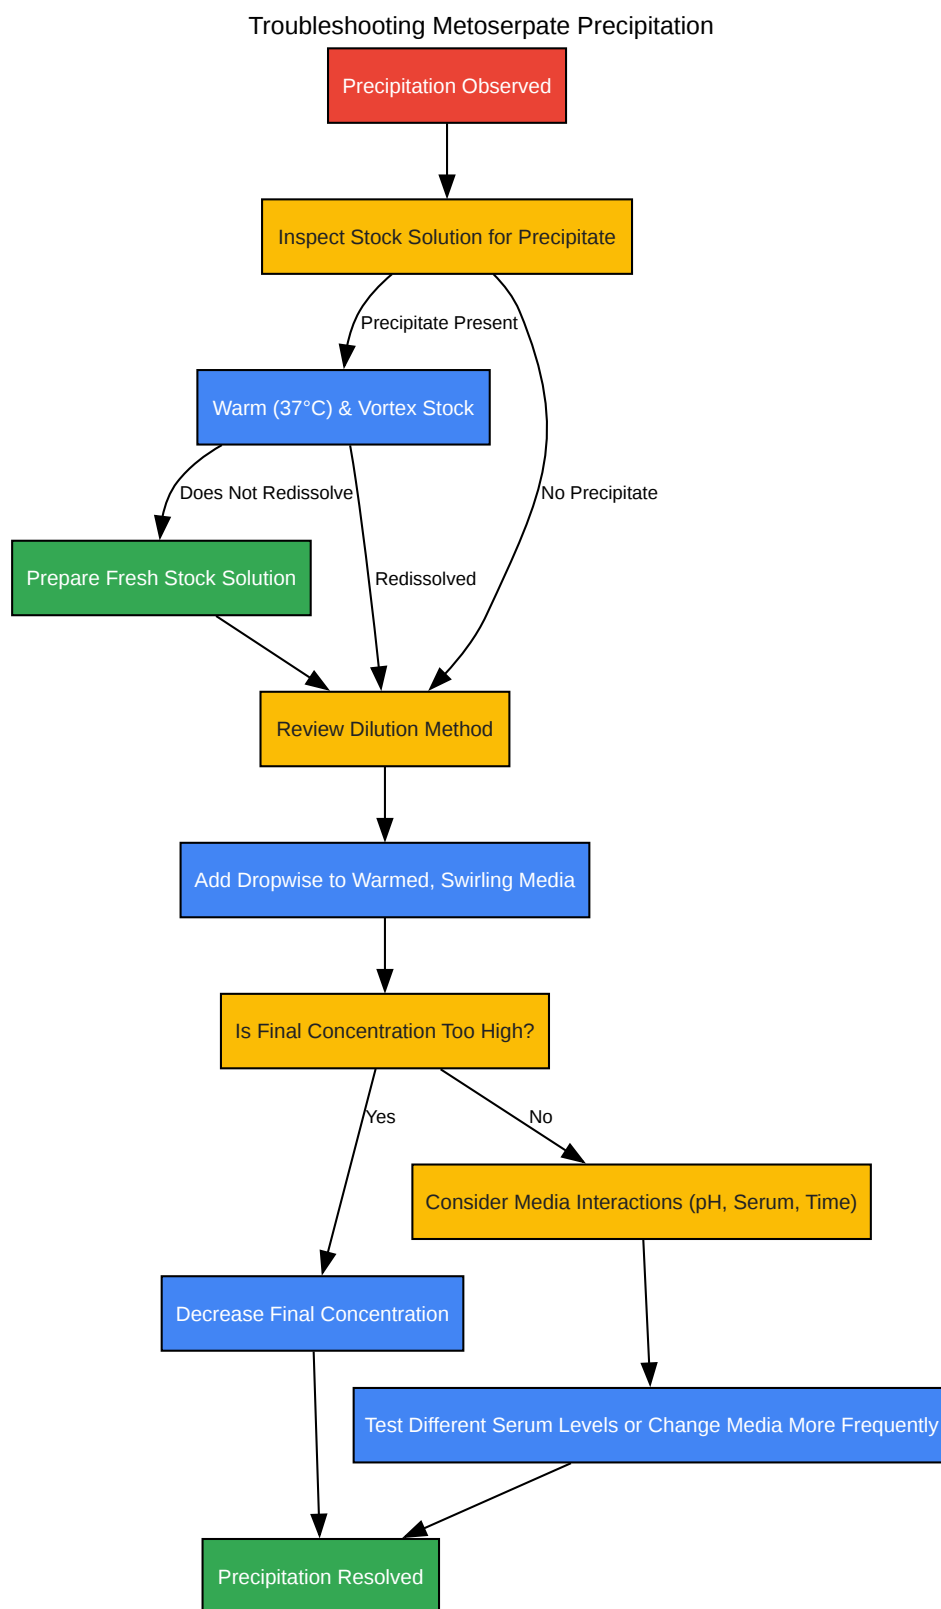 Troubleshooting Metoserpate Precipitation
Precipitation Observed
Inspect Stock Solution for Precipitate
Precipitate Present
Warm (37°C) & Vortex Stock
Does Not Redissolve
No Precipitate
Prepare Fresh Stock Solution
Redissolved
Review Dilution Method
Add Dropwise to Warmed, Swirling Media
Is Final Concentration Too High?
Yes
No
Consider Media Interactions (pH, Serum, Time)
Decrease Final Concentration
Test Different Serum Levels or Change Media More Frequently
Precipitation Resolved